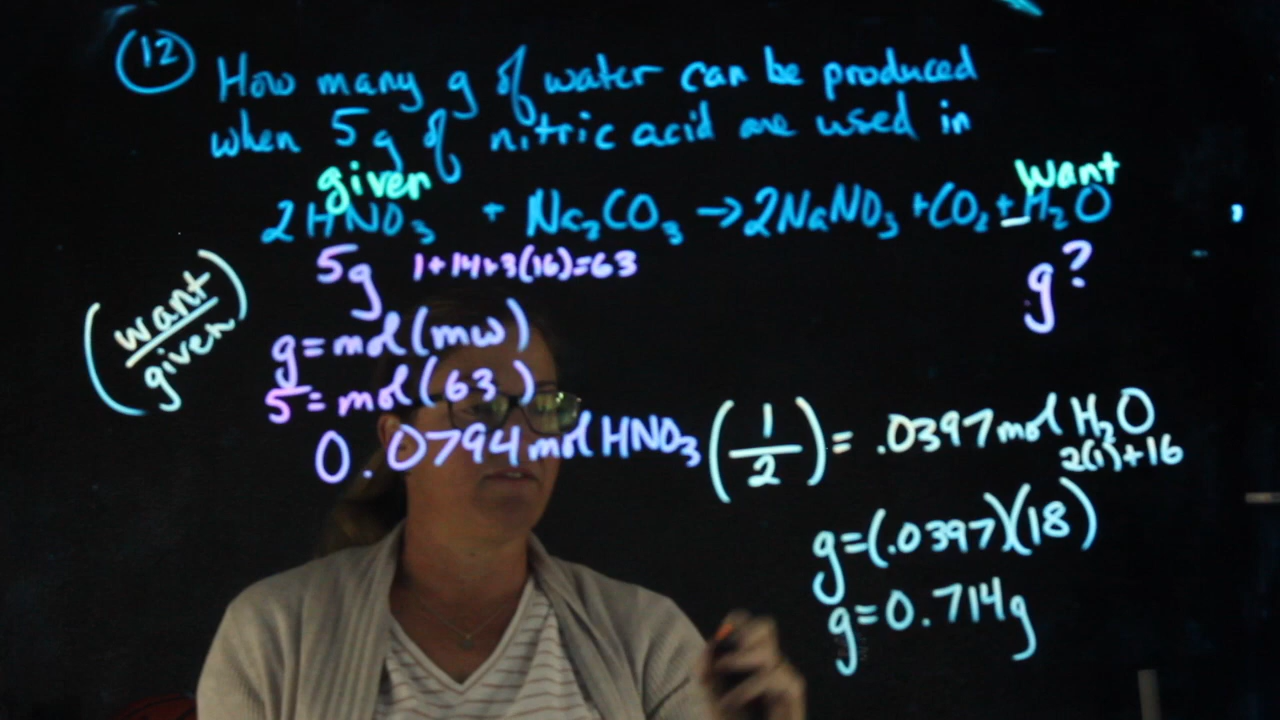 12 How many g of water can be produced
when 5g of nitric acid are used in
given
want
2HNO₃ + Na₂CO₃ → 2NaNO₃ + CO₂ + H₂O
5g 1+14+3(16)=63
g?
(want/given)
g=mol(mw)
5=mol(63)
0.0794 mol HNO₃ (1/2) = .0397 mol H₂O
2(1)+16
g=(.0397)(18)
g=0.714g